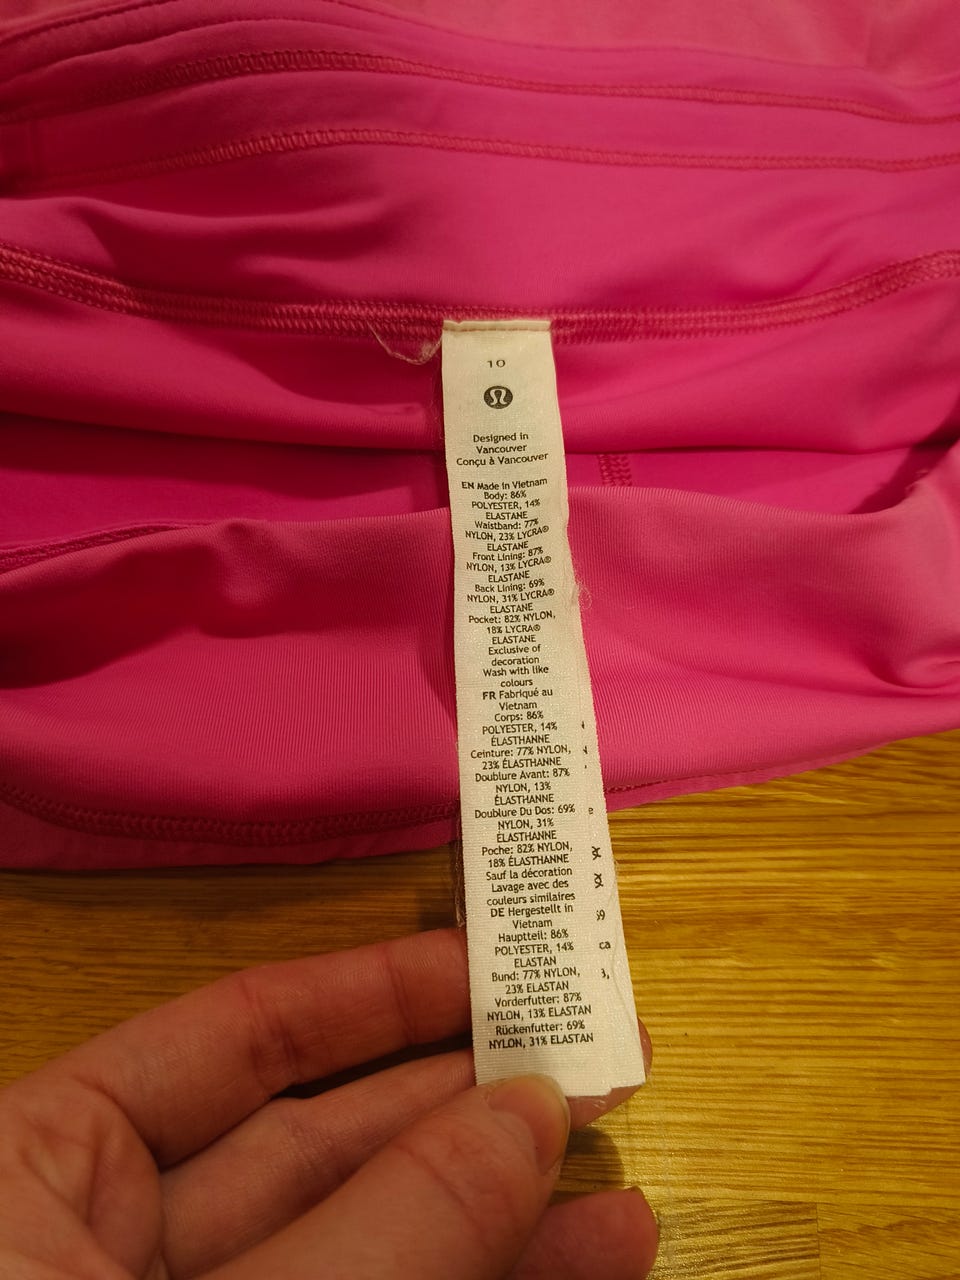 10
Designed in
Vancouver
Conçu à Vancouver
EN Made in Vietnam
Body: 86%
POLYESTER, 14%
ELASTANE
Waistband: 77%
NYLON, 23% LYCRA®
ELASTANE
Front Lining: 87%
NYLON, 13% LYCRA®
ELASTANE
Back Lining: 69%
NYLON, 31% LYCRA®
ELASTANE
Pocket: 82% NYLON,
18% LYCRA®
ELASTANE
Exclusive of
decoration
Wash with like
colours
FR Fabriqué au
Vietnam
Corps: 86%
POLYESTER, 14%
ÉLASTHANNE
Ceinture: 77% NYLON,
23% ÉLASTHANNE
Doublure Avant: 87%
NYLON, 13%
ÉLASTHANNE
Doublure Du Dos: 69%
NYLON, 31%
ÉLASTHANNE
Poche: 82% NYLON,
18% ÉLASTHANNE
Sauf la décoration
Lavage avec des
couleurs similaires
DE Hergestellt in
Vietnam
Hauptteil: 86%
POLYESTER, 14%
ELASTAN
Bund: 77% NYLON,
23% ELASTAN
Vorderfutter: 87%
NYLON, 13% ELASTAN
Rückenfutter: 69%
NYLON, 31% ELASTAN